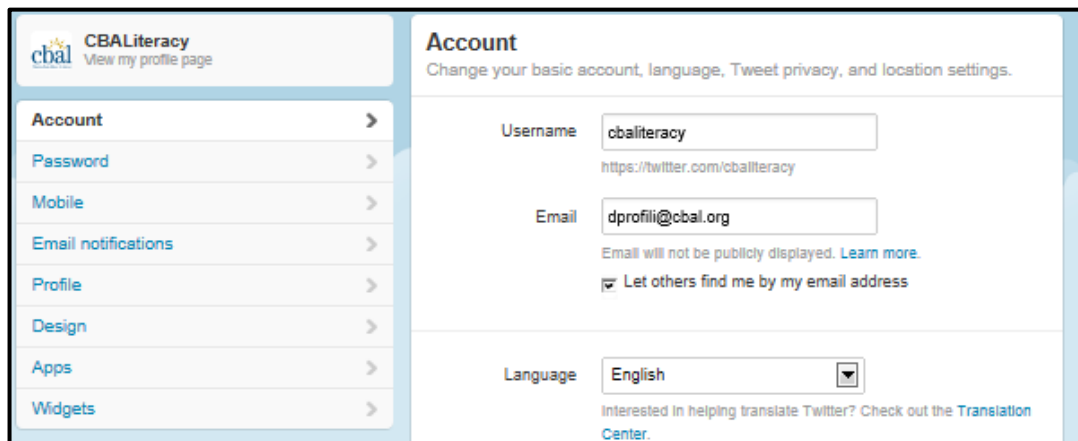 cbal
CBALiteracy
View my profile page
Account
Password
Mobile
Email notifications
Profile
Design
Apps
Widgets
Account
Change your basic account, language, Tweet privacy, and location settings.
Username
cbaliteracy
https://twitter.com/cbaliteracy
Email
dprofili@cbal.org
Email will not be publicly displayed. Learn more.
Let others find me by my email address
Language
English
Interested in helping translate Twitter? Check out the Translation
Center.